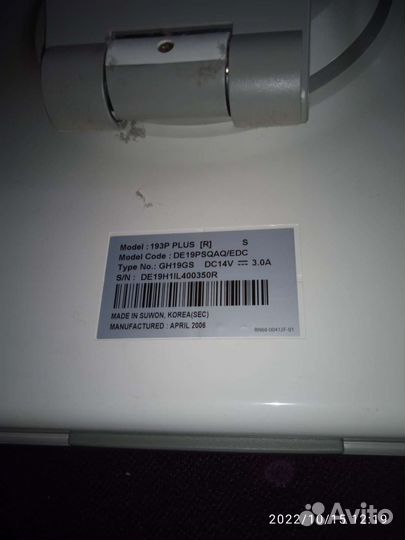 Model : 193P PLUS [R] S
Model Code : DE19PSQAQ/EDC
Type No.: GH19GS DC14V ⎓ 3.0A
S/N : DE19H1IL400350R
MADE IN SUWON, KOREA(SEC)
MANUFACTURED : APRIL 2006 BN68-00413F-01
2022/10/15 12:19
Avito